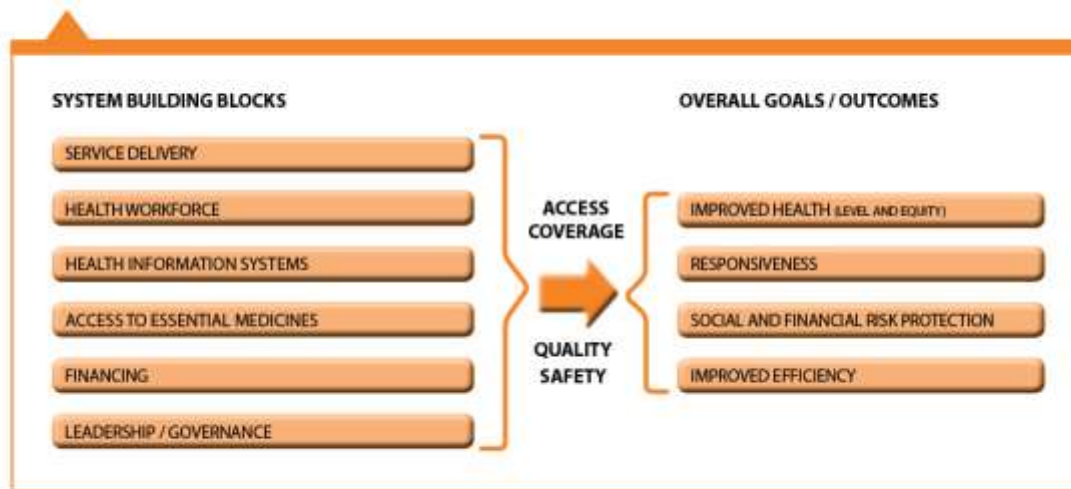 SYSTEM BUILDING BLOCKS
SERVICE DELIVERY
HEALTH WORKFORCE
HEALTH INFORMATION SYSTEMS
ACCESS TO ESSENTIAL MEDICINES
FINANCING
LEADERSHIP / GOVERNANCE
ACCESS
COVERAGE
QUALITY
SAFETY
OVERALL GOALS / OUTCOMES
IMPROVED HEALTH (LEVEL AND EQUITY)
RESPONSIVENESS
SOCIAL AND FINANCIAL RISK PROTECTION
IMPROVED EFFICIENCY